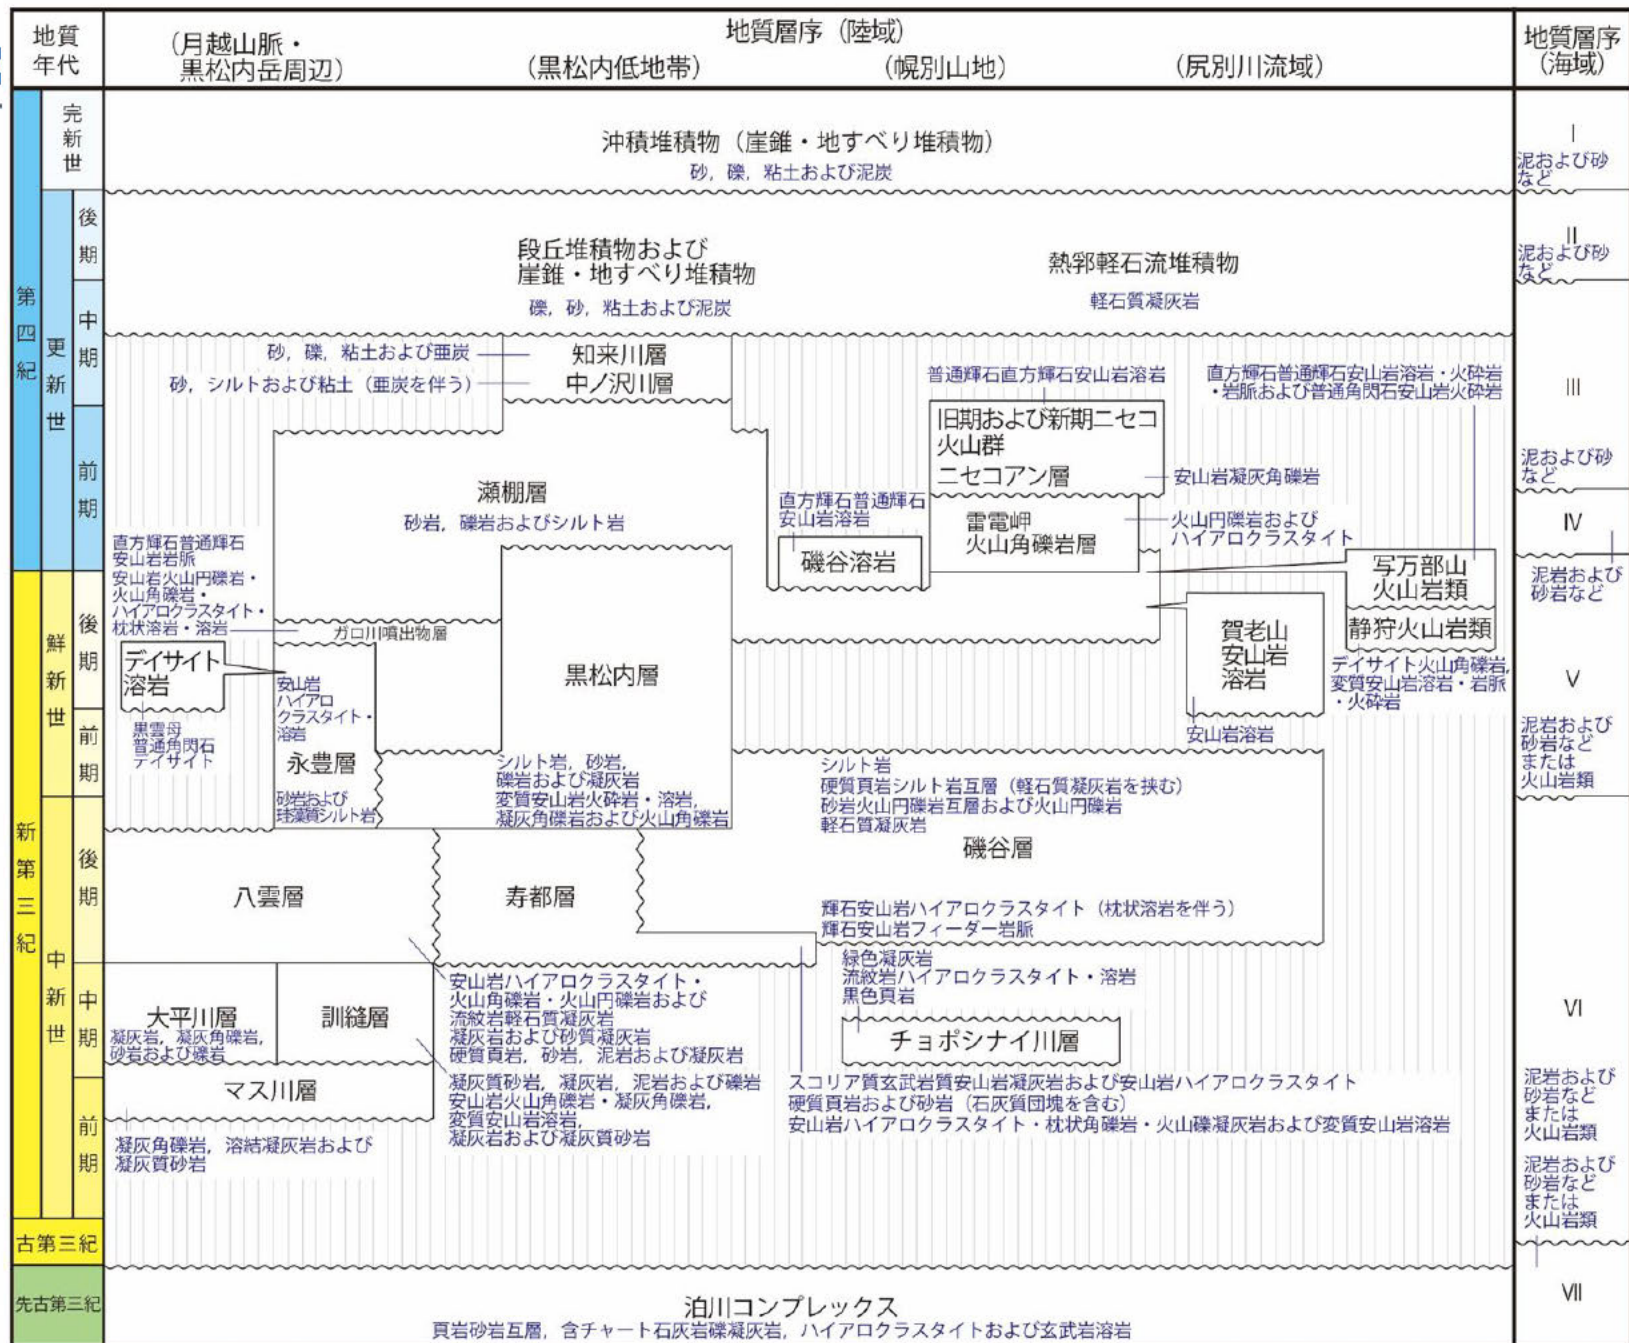 地質
年代
地質層序（陸域）
（月越山脈・
黒松内岳周辺）
（黒松内低地帯）
（幌別山地）
（尻別川流域）
地質層序
（海域）
第四紀
完新世
更新世
後期
中期
前期
新第三紀
鮮新世
後期
前期
中新世
後期
中期
前期
古第三紀
先古第三紀
沖積堆積物（崖錐・地すべり堆積物）
砂，礫，粘土および泥炭
段丘堆積物および
崖錐・地すべり堆積物
礫，砂，粘土および泥炭
熱郛軽石流堆積物
軽石質凝灰岩
砂，礫，粘土および亜炭
知来川層
砂，シルトおよび粘土（亜炭を伴う）
中ノ沢川層
普通輝石直方輝石安山岩溶岩
直方輝石普通輝石安山岩溶岩・火砕岩
・岩脈および普通角閃石安山岩火砕岩
旧期および新期ニセコ
火山群
ニセコアン層
安山岩凝灰角礫岩
瀬棚層
砂岩，礫岩およびシルト岩
直方輝石普通輝石
安山岩溶岩
磯谷溶岩
雷電岬
火山角礫岩層
火山円礫岩および
ハイアロクラスタイト
直方輝石普通輝石
安山岩岩脈
安山岩火山円礫岩・
火山角礫岩・
ハイアロクラスタイト・
枕状溶岩・溶岩
ガロ川噴出物層
写万部山
火山岩類
静狩火山岩類
デイサイト火山角礫岩，
変質安山岩溶岩・岩脈
・火砕岩
賀老山
安山岩
溶岩
安山岩溶岩
デイサイト
溶岩
黒雲母
普通角閃石
デイサイト
安山岩
ハイアロ
クラスタイト・
溶岩
永豊層
砂岩および
珪藻質シルト岩
黒松内層
シルト岩，砂岩，
礫岩および凝灰岩
変質安山岩火砕岩・溶岩，
凝灰角礫岩および火山角礫岩
シルト岩
硬質頁岩シルト岩互層（軽石質凝灰岩を挟む）
砂岩火山円礫岩互層および火山円礫岩
軽石質凝灰岩
磯谷層
輝石安山岩ハイアロクラスタイト（枕状溶岩を伴う）
輝石安山岩フィーダー岩脈
八雲層
寿都層
安山岩ハイアロクラスタイト・
火山角礫岩・火山円礫岩および
流紋岩軽石質凝灰岩
凝灰岩および砂質凝灰岩
硬質頁岩，砂岩，泥岩および凝灰岩
緑色凝灰岩
流紋岩ハイアロクラスタイト・溶岩
黒色頁岩
チョポシナイ川層
大平川層
凝灰岩，凝灰角礫岩，
砂岩および礫岩
訓縫層
マス川層
凝灰角礫岩，溶結凝灰岩および
凝灰質砂岩
凝灰質砂岩，凝灰岩，泥岩および礫岩
安山岩火山角礫岩・凝灰角礫岩，
変質安山岩溶岩，
凝灰岩および凝灰質砂岩
スコリア質玄武岩質安山岩凝灰岩および安山岩ハイアロクラスタイト
硬質頁岩および砂岩（石灰質団塊を含む）
安山岩ハイアロクラスタイト・枕状角礫岩・火山礫凝灰岩および変質安山岩溶岩
泊川コンプレックス
頁岩砂岩互層，含チャート石灰岩礫凝灰岩，ハイアロクラスタイトおよび玄武岩溶岩
Ⅰ
泥および砂
など
Ⅱ
泥および砂
など
Ⅲ
泥および砂
など
Ⅳ
泥岩および
砂岩など
Ⅴ
泥岩および
砂岩など
または
火山岩類
Ⅵ
泥岩および
砂岩など
または
火山岩類
泥岩および
砂岩など
または
火山岩類
Ⅶ